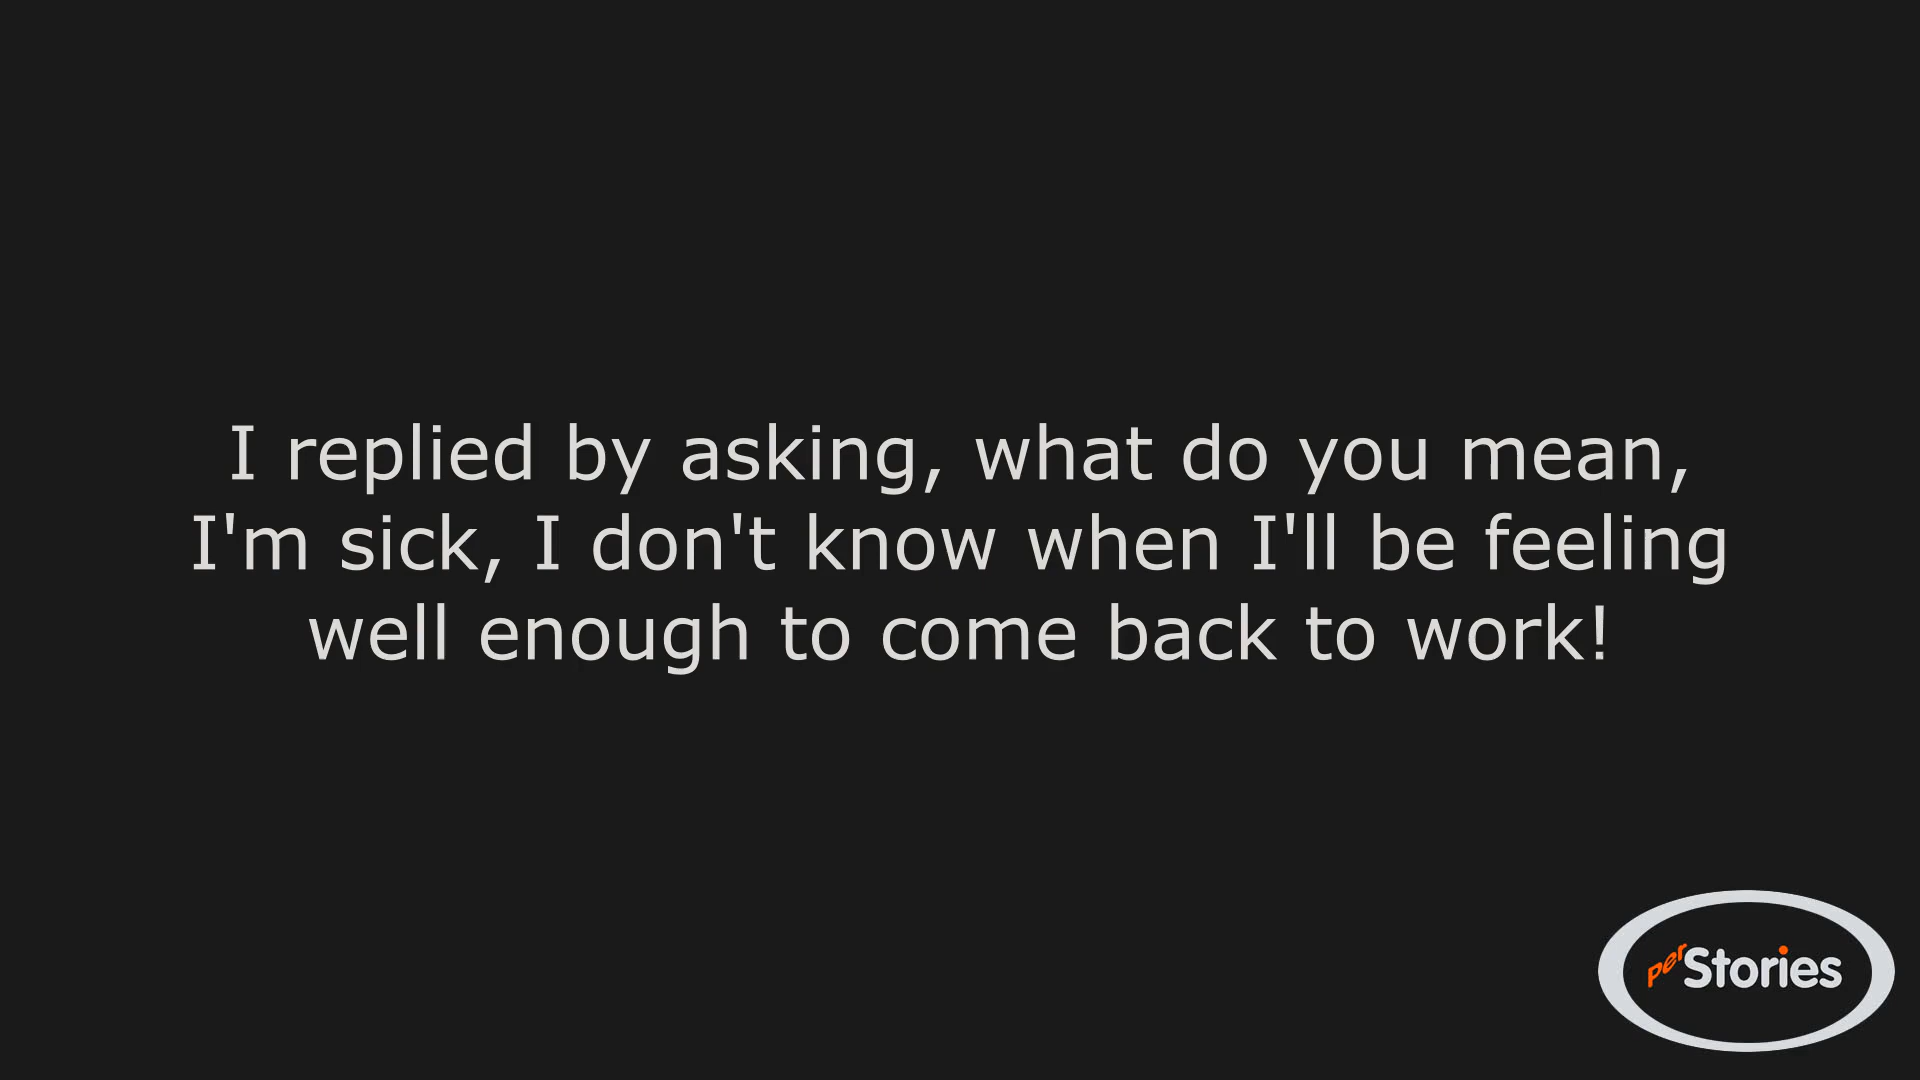 I replied by asking, what do you mean,
I'm sick, I don't know when I'll be feeling
well enough to come back to work!
perStories